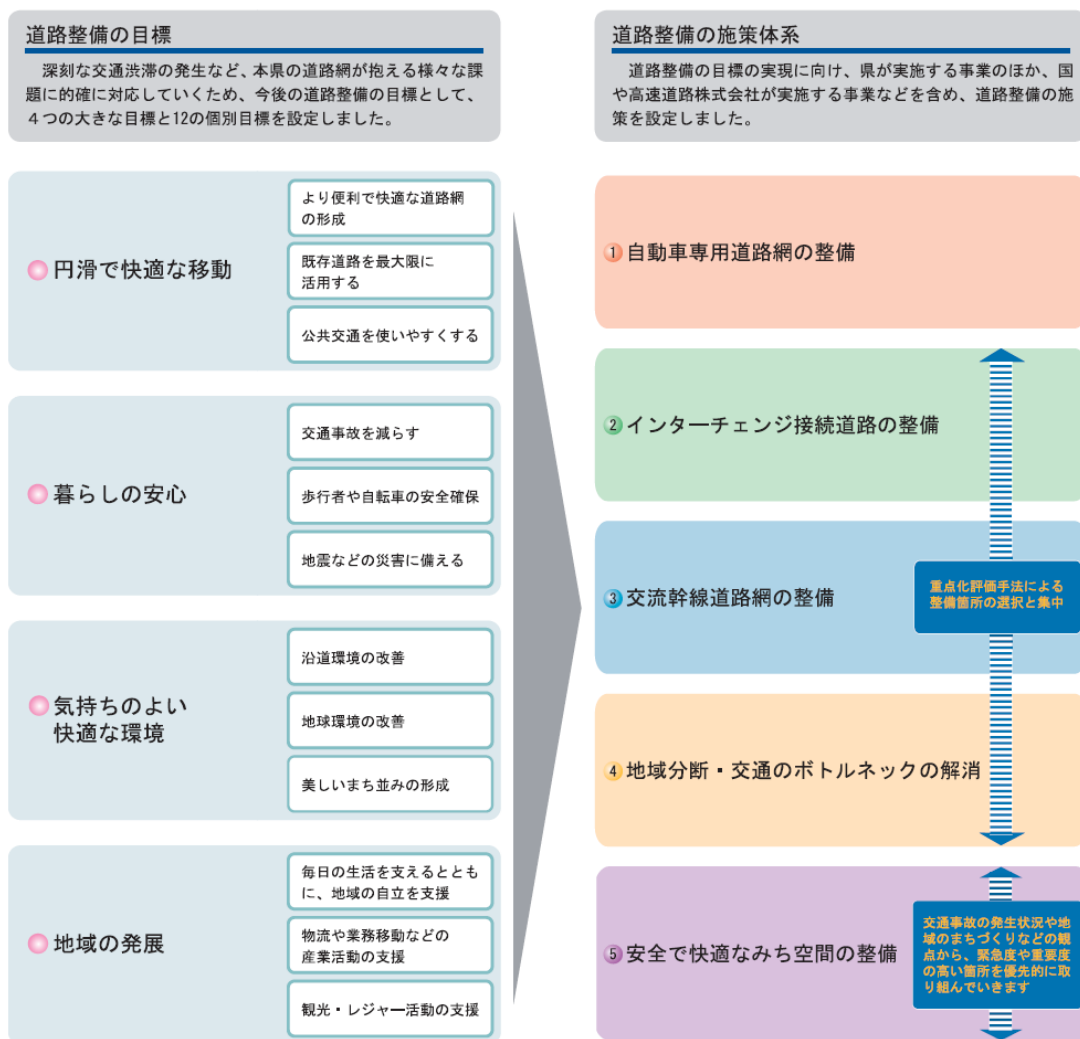 道路整備の目標
深刻な交通渋滞の発生など、本県の道路網が抱える様々な課
題に的確に対応していくため、今後の道路整備の目標として、
４つの大きな目標と12の個別目標を設定しました。
円滑で快適な移動
より便利で快適な道路網
の形成
既存道路を最大限に
活用する
公共交通を使いやすくする
暮らしの安心
交通事故を減らす
歩行者や自転車の安全確保
地震などの災害に備える
気持ちのよい
快適な環境
沿道環境の改善
地球環境の改善
美しいまち並みの形成
地域の発展
毎日の生活を支えるととも
に、地域の自立を支援
物流や業務移動などの
産業活動の支援
観光・レジャー活動の支援
道路整備の施策体系
道路整備の目標の実現に向け、県が実施する事業のほか、国
や高速道路株式会社が実施する事業などを含め、道路整備の施
策を設定しました。
1 自動車専用道路網の整備
2 インターチェンジ接続道路の整備
3 交流幹線道路網の整備
重点化評価手法による
整備箇所の選択と集中
4 地域分断・交通のボトルネックの解消
5 安全で快適なみち空間の整備
交通事故の発生状況や地
域のまちづくりなどの観
点から、緊急度や重要度
の高い箇所を優先的に取
り組んでいきます